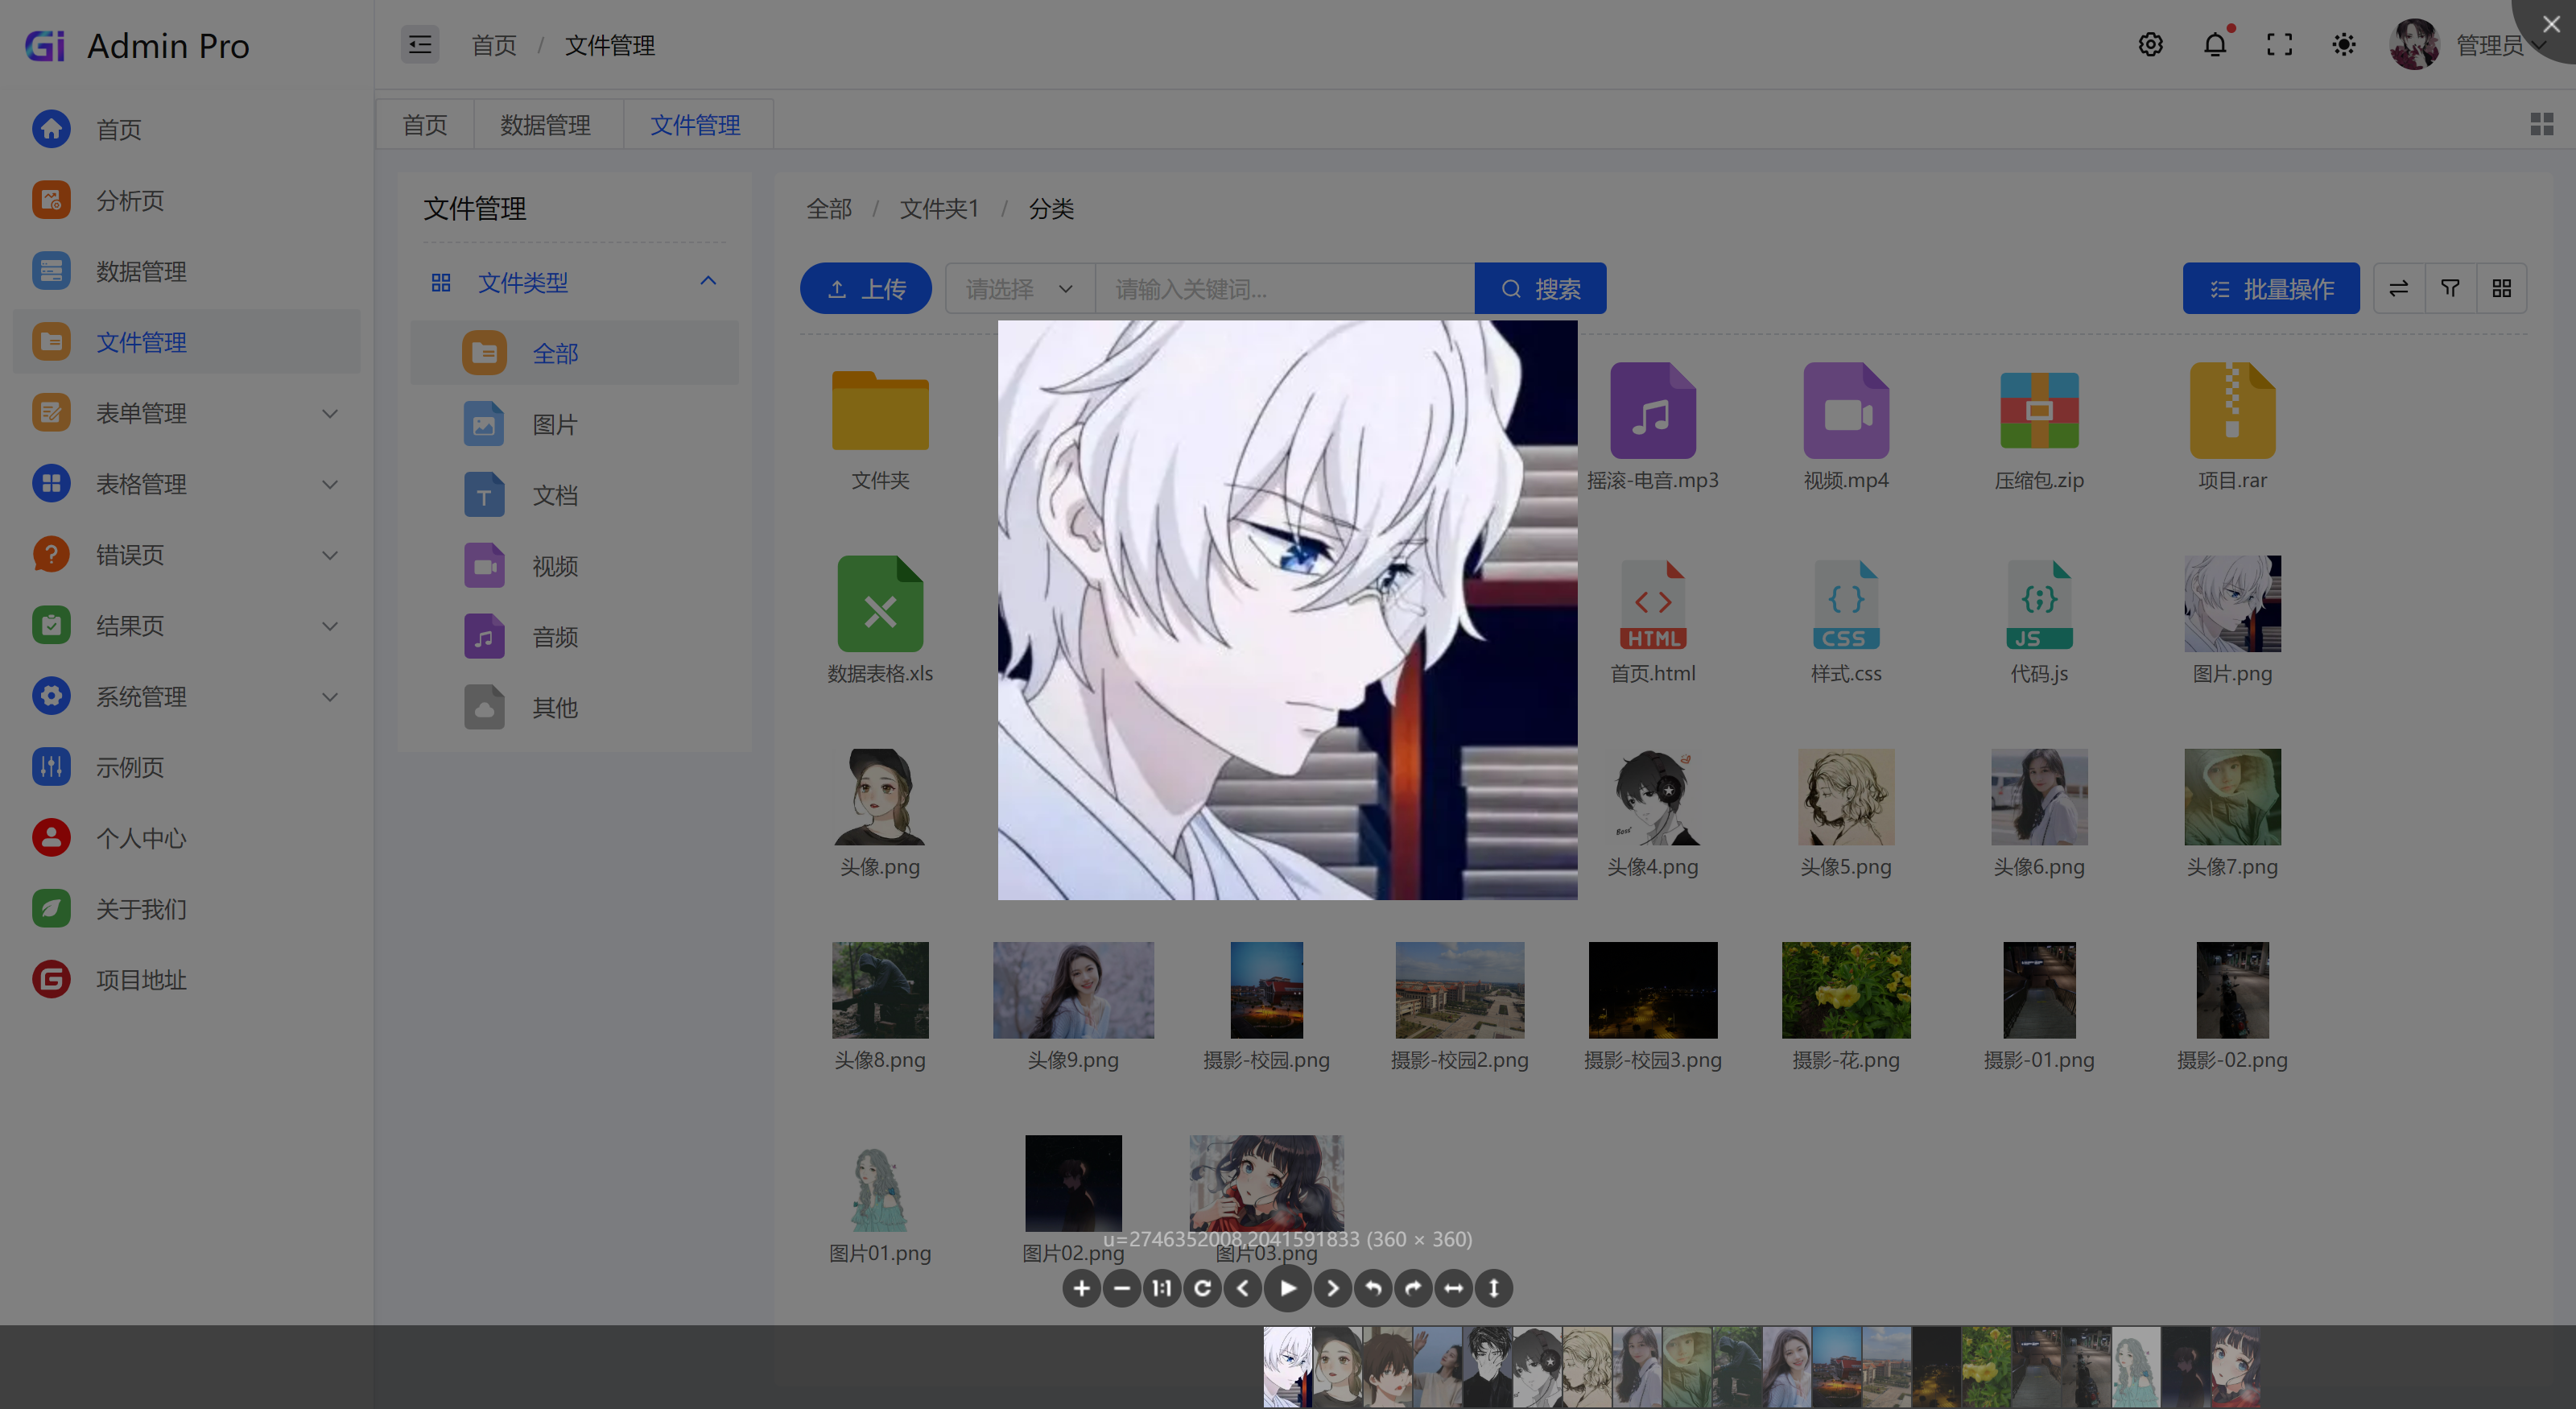 Gi Admin Pro
首页 / 文件管理
管理员
首页
分析页
数据管理
文件管理
表单管理
表格管理
错误页
结果页
系统管理
示例页
个人中心
关于我们
项目地址
首页 数据管理 文件管理
文件管理
文件类型
全部
图片
文档
视频
音频
其他
全部 / 文件夹1 / 分类
上传 请选择 请输入关键词... 搜索 批量操作
文件夹 摇滚-电音.mp3 视频.mp4 压缩包.zip 项目.rar
HTML CSS JS
数据表格.xls 首页.html 样式.css 代码.js 图片.png
头像.png 头像4.png 头像5.png 头像6.png 头像7.png
头像8.png 头像9.png 摄影-校园.png 摄影-校园2.png 摄影-校园3.png 摄影-花.png 摄影-01.png 摄影-02.png
图片01.png 图片02.png 图片03.png
u=2746352008,2041591833 (360 × 360)
1:1